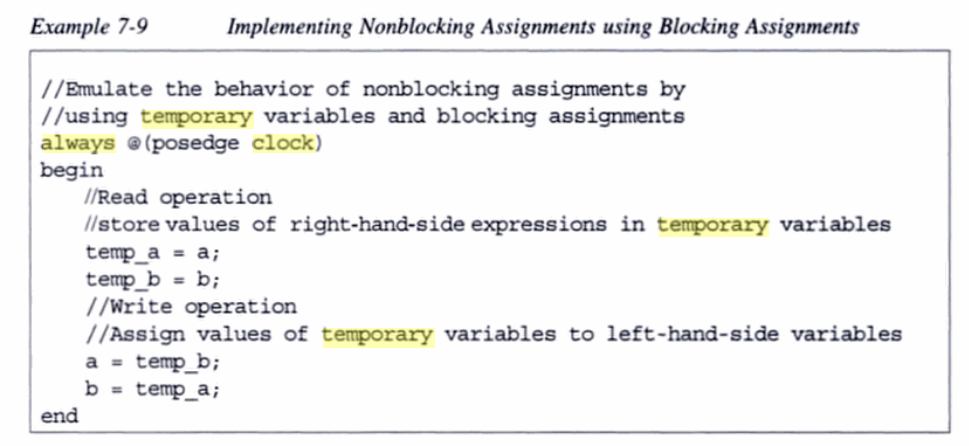 Example 7-9 Implementing Nonblocking Assignments using Blocking Assignments
//Emulate the behavior of nonblocking assignments by
//using temporary variables and blocking assignments
always @(posedge clock)
begin
//Read operation
//store values of right-hand-side expressions in temporary variables
temp_a = a;
temp_b = b;
//Write operation
//Assign values of temporary variables to left-hand-side variables
a = temp_b;
b = temp_a;
end